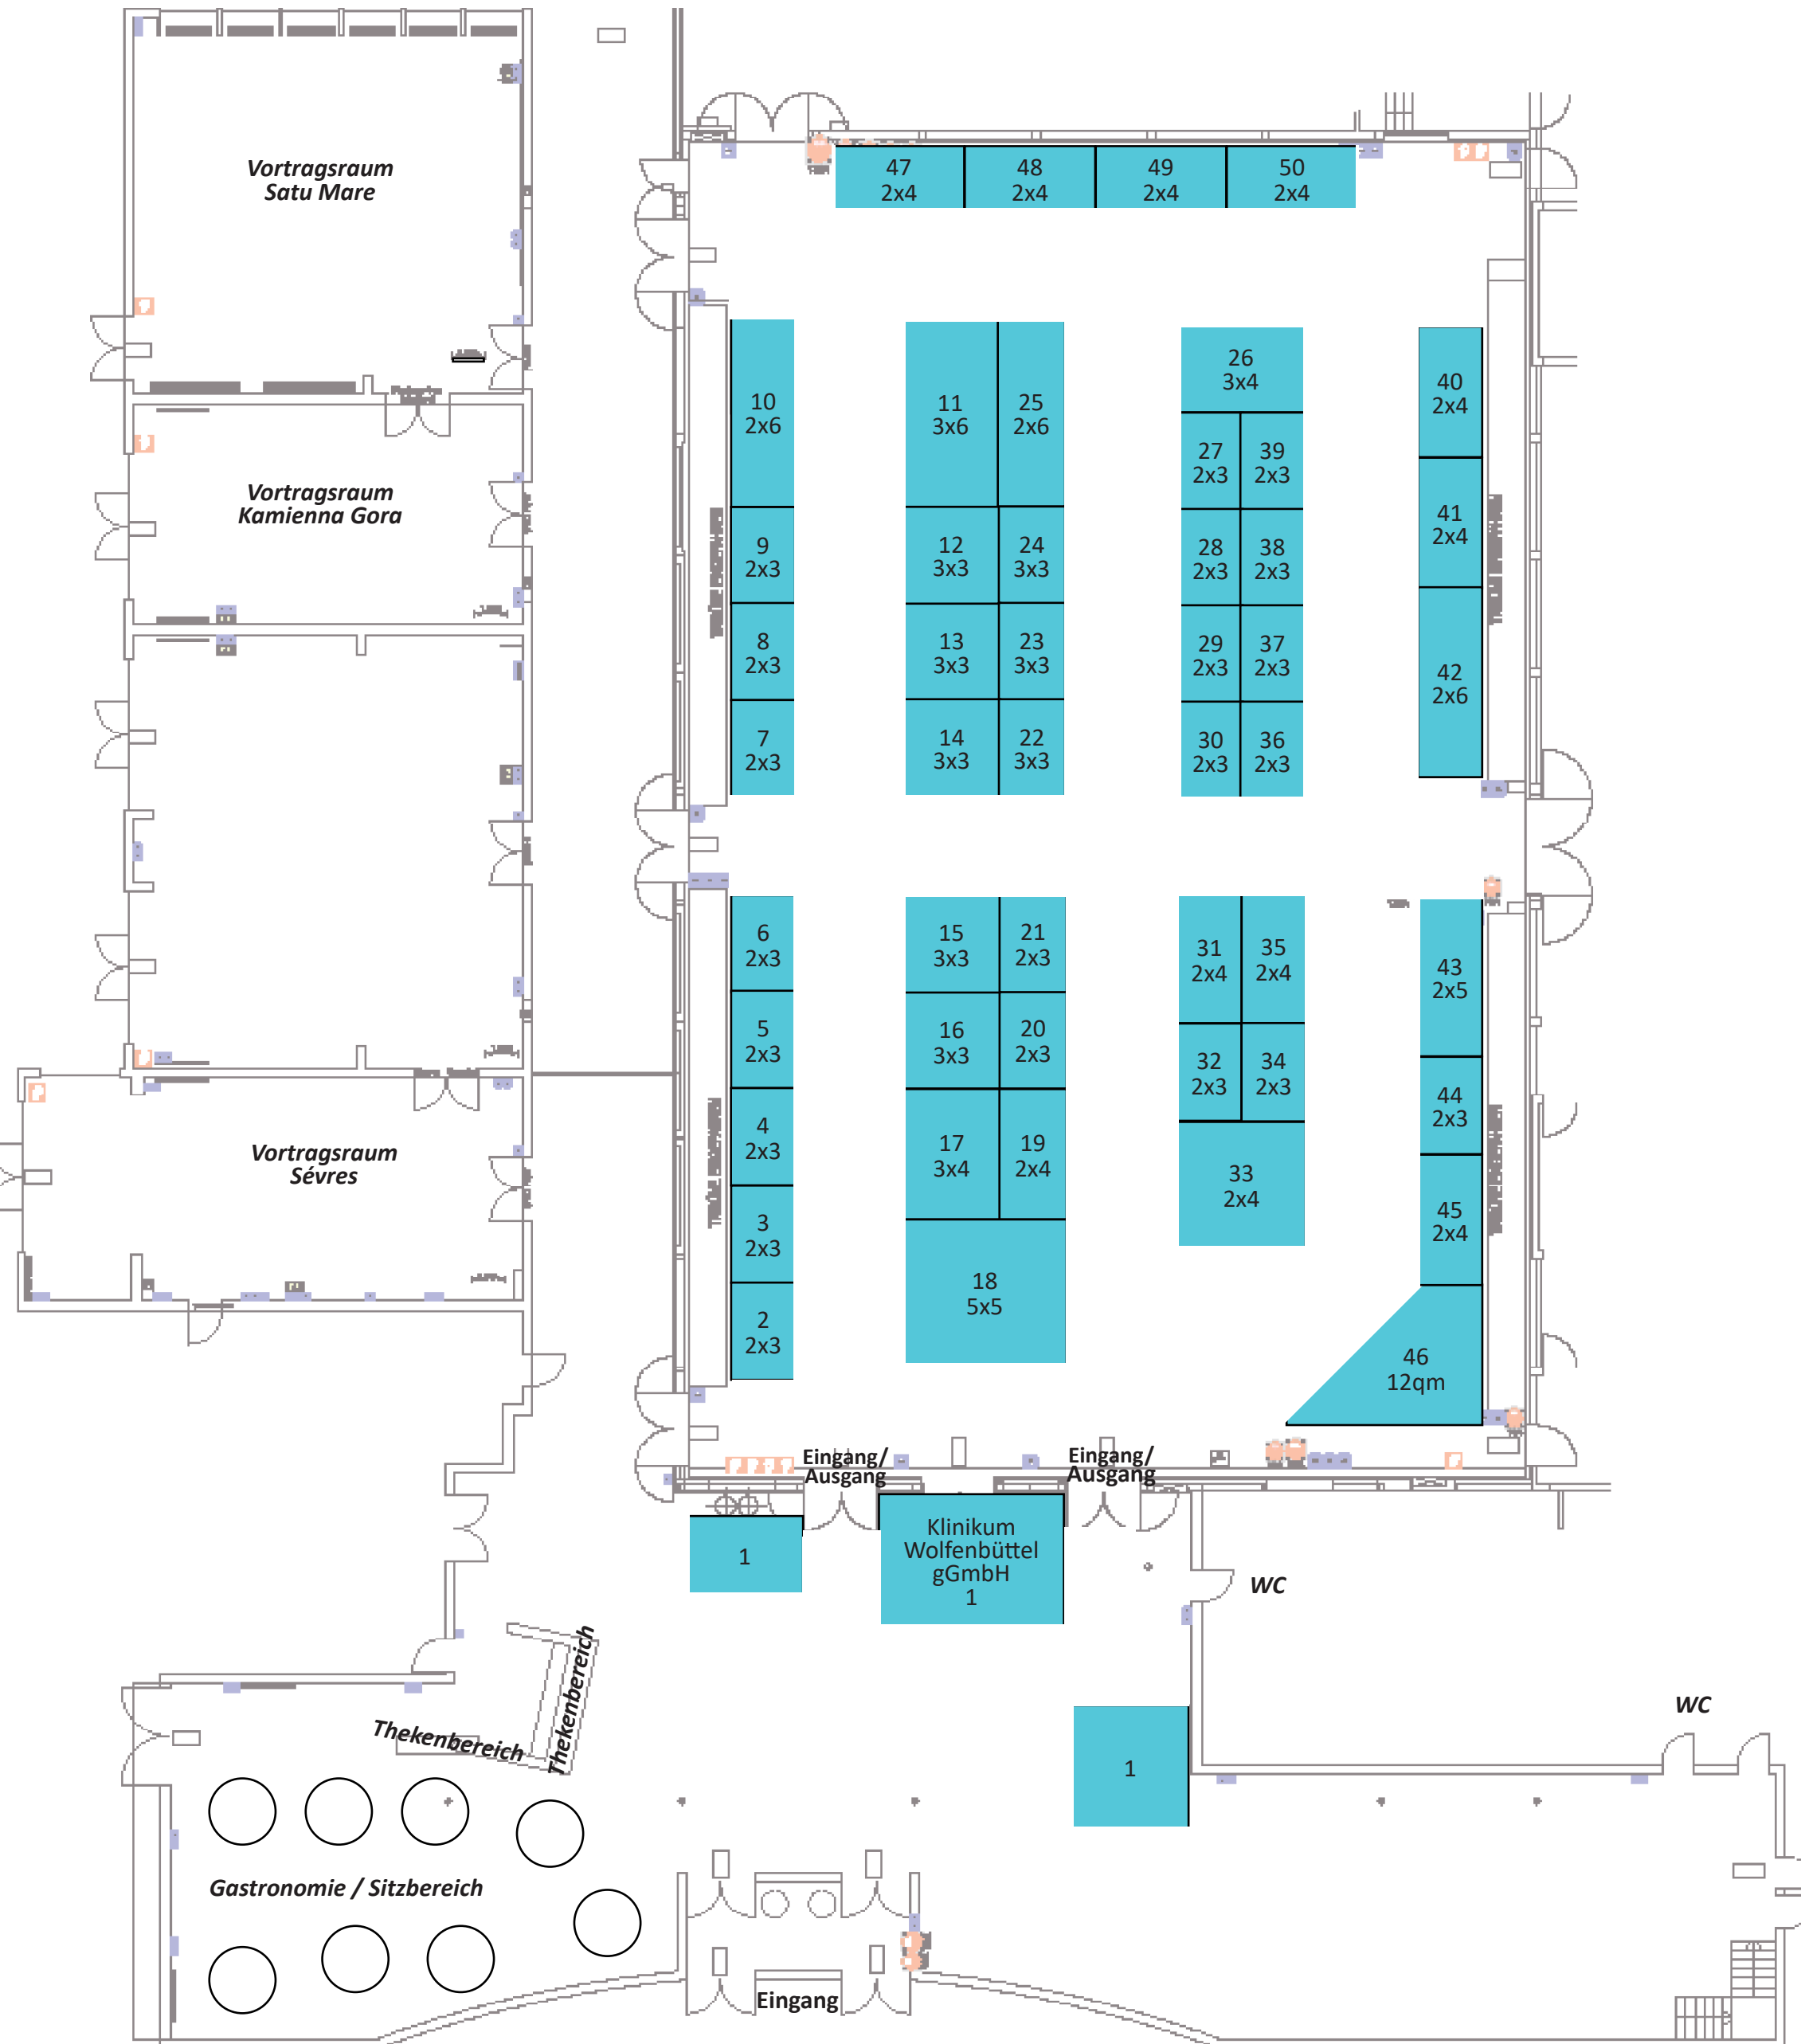 Vortragsraum
Satu Mare
47
2x4
48
2x4
49
2x4
50
2x4
10
2x6
11
3x6
25
2x6
26
3x4
40
2x4
27
2x3
39
2x3
Vortragsraum
Kamienna Gora
9
2x3
12
3x3
24
3x3
28
2x3
38
2x3
41
2x4
8
2x3
13
3x3
23
3x3
29
2x3
37
2x3
42
2x6
7
2x3
14
3x3
22
3x3
30
2x3
36
2x3
6
2x3
15
3x3
21
2x3
31
2x4
35
2x4
43
2x5
5
2x3
16
3x3
20
2x3
32
2x3
34
2x3
44
2x3
Vortragsraum
Sévres
4
2x3
17
3x4
19
2x4
33
2x4
45
2x4
3
2x3
18
5x5
2
2x3
46
12qm
Eingang/
Ausgang
Eingang/
Ausgang
1
Klinikum
Wolfenbüttel
gGmbH
1
WC
Thekenbereich
Thekenbereich
WC
1
Gastronomie / Sitzbereich
Eingang